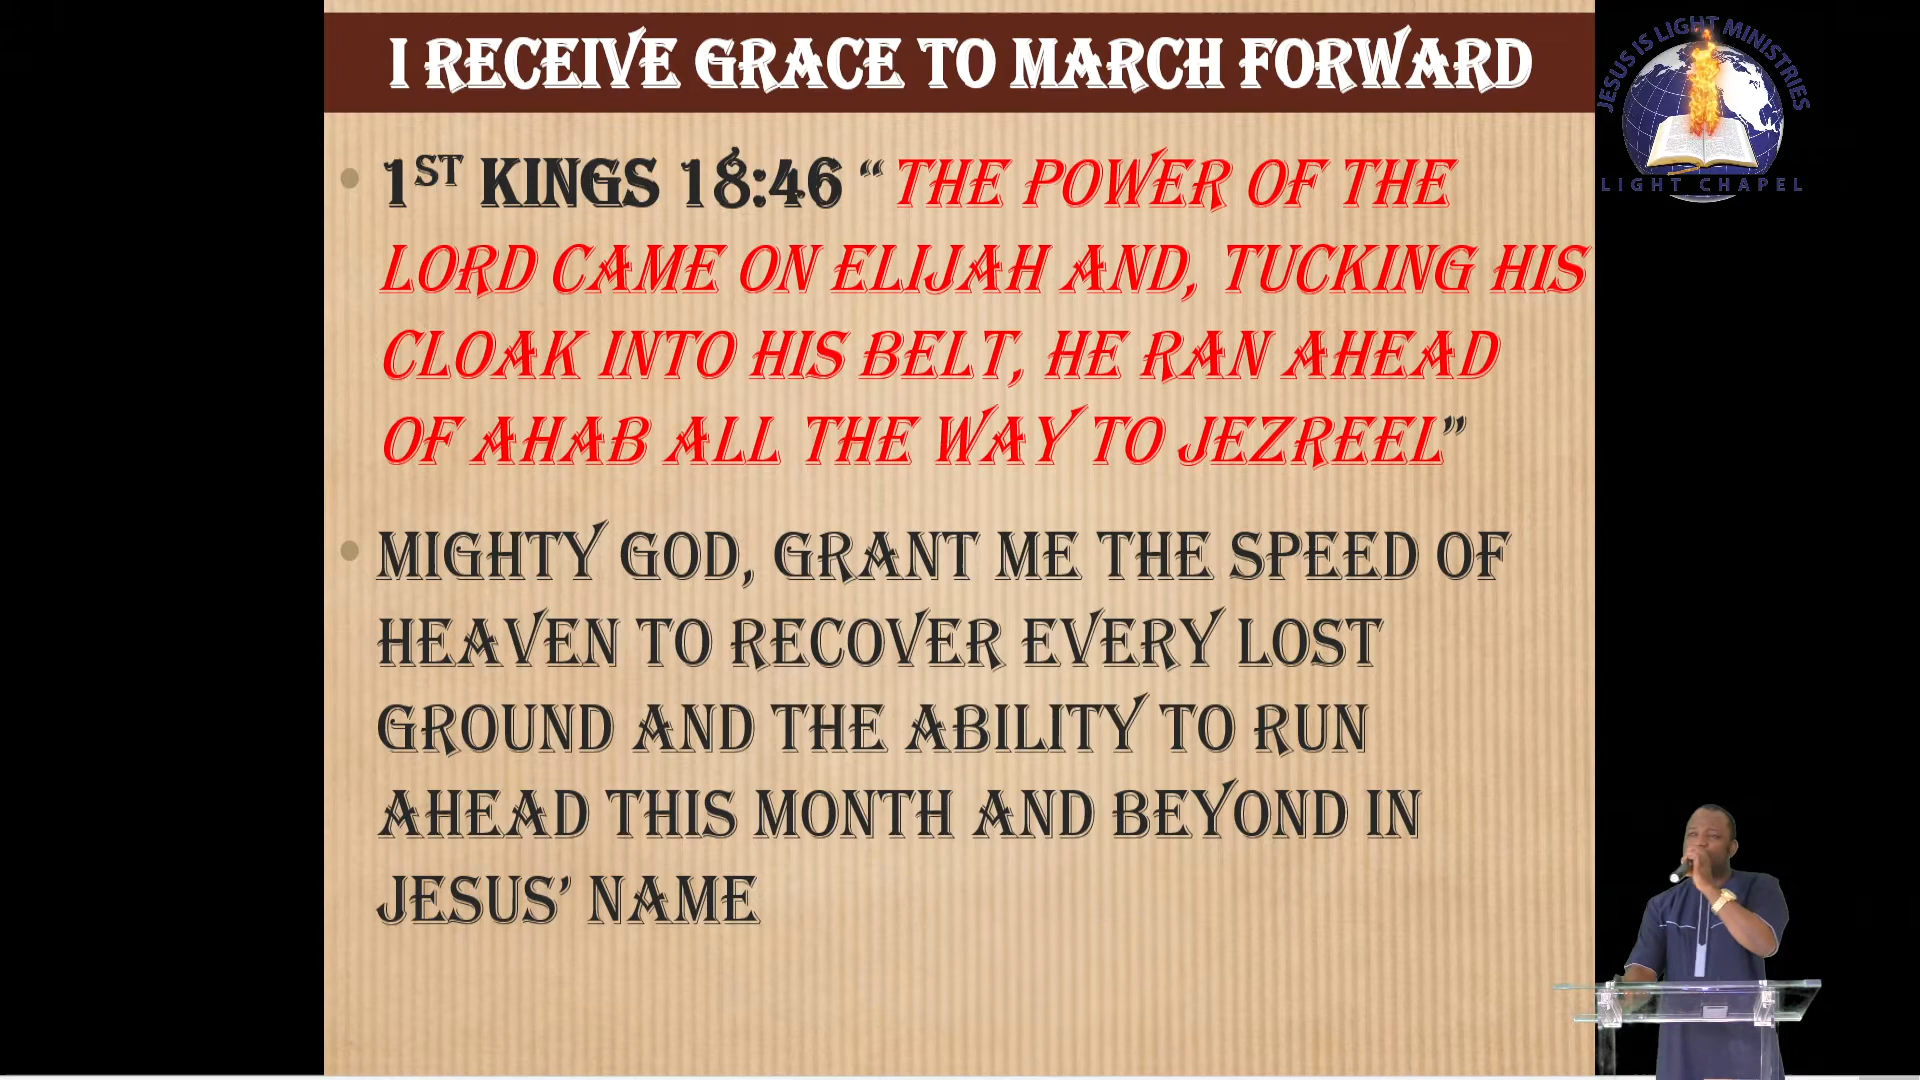 I RECEIVE GRACE TO MARCH FORWARD
JESUS IS LIGHT MINISTRIES
LIGHT CHAPEL
• 1ST KINGS 18:46 “ THE POWER OF THE
LORD CAME ON ELIJAH AND, TUCKING HIS
CLOAK INTO HIS BELT, HE RAN AHEAD
OF AHAB ALL THE WAY TO JEZREEL”
• MIGHTY GOD, GRANT ME THE SPEED OF
HEAVEN TO RECOVER EVERY LOST
GROUND AND THE ABILITY TO RUN
AHEAD THIS MONTH AND BEYOND IN
JESUS’ NAME